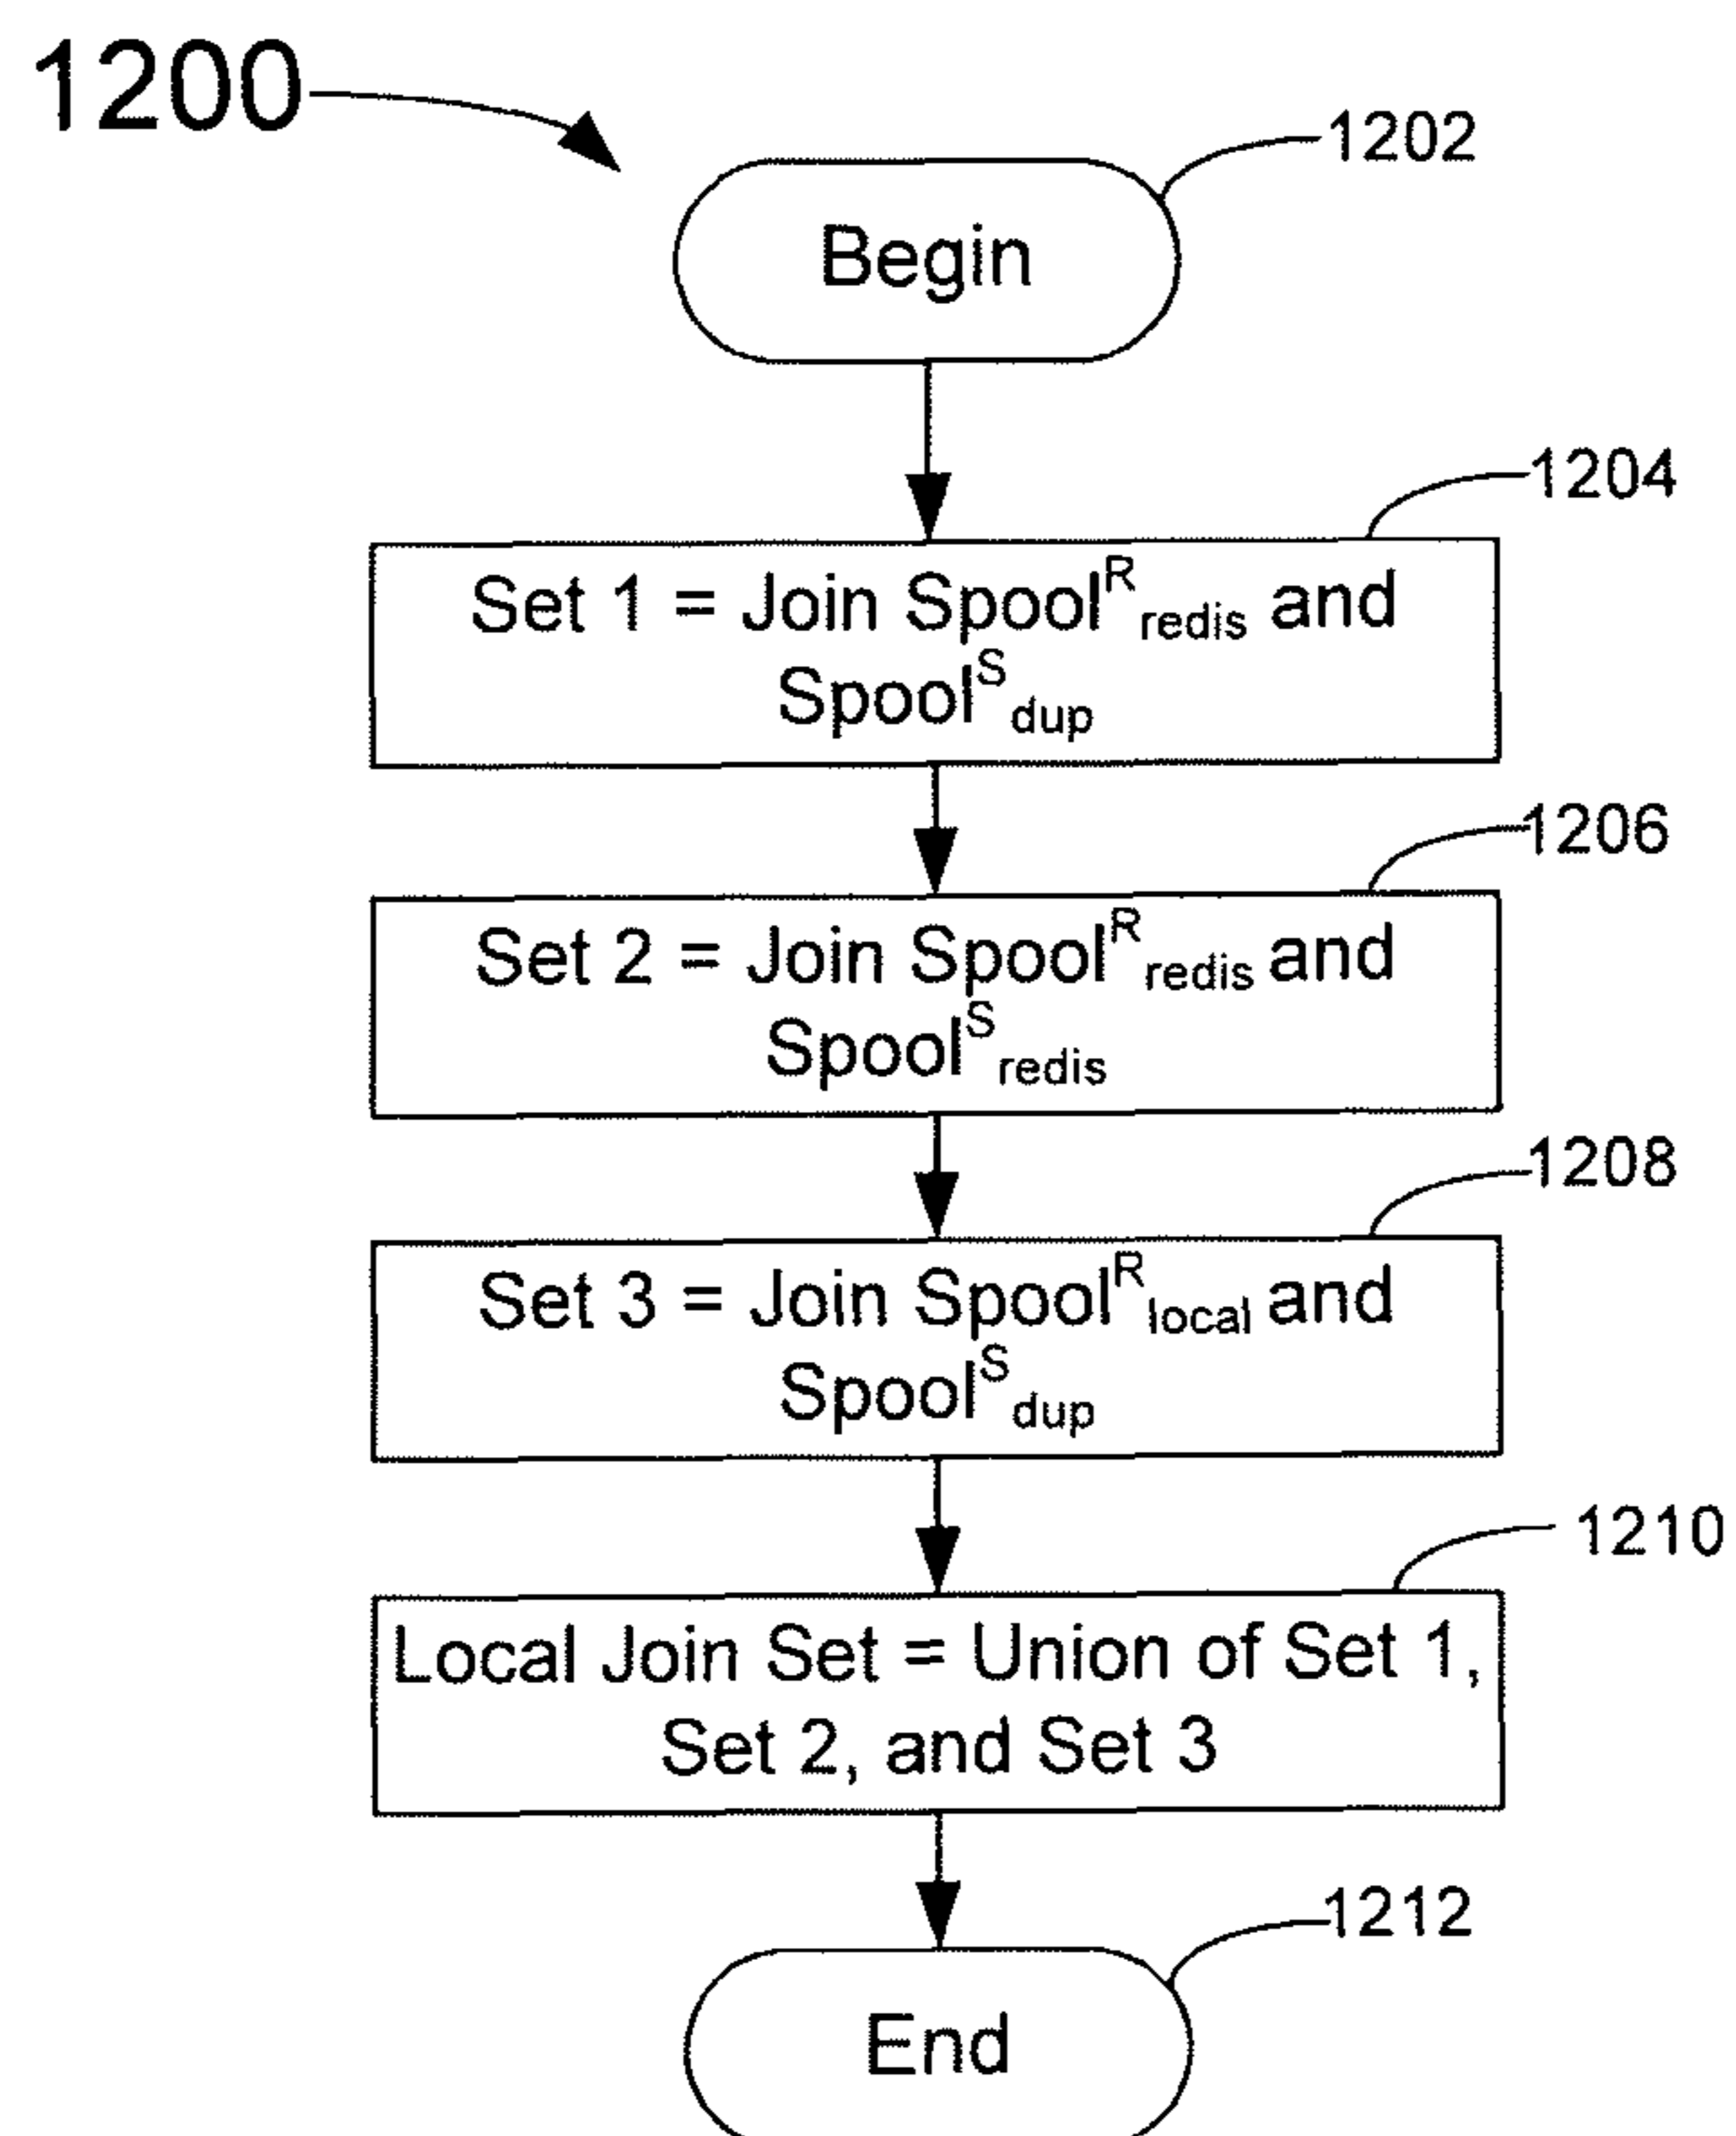 1200
1202
Begin
1204
Set 1 = Join Spool^R_redis and
Spool^S_dup
1206
Set 2 = Join Spool^R_redis and
Spool^S_redis
1208
Set 3 = Join Spool^R_local and
Spool^S_dup
1210
Local Join Set = Union of Set 1,
Set 2, and Set 3
1212
End